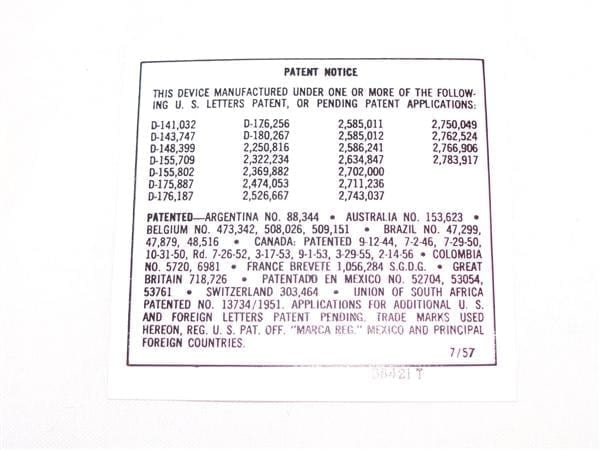 PATENT NOTICE
THIS DEVICE MANUFACTURED UNDER ONE OR MORE OF THE FOLLOW-
ING U. S. LETTERS PATENT, OR PENDING PATENT APPLICATIONS:
D-141,032 D-176,256 2,585,011 2,750,049
D-143,747 D-180,267 2,585,012 2,762,524
D-148,399 2,250,816 2,586,241 2,766,906
D-155,709 2,322,234 2,634,847 2,783,917
D-155,802 2,369,882 2,702,000
D-175,887 2,474,053 2,711,236
D-176,187 2,526,667 2,743,037
PATENTED—ARGENTINA NO. 88,344 • AUSTRALIA NO. 153,623 •
BELGIUM NO. 473,342, 508,026, 509,151 • BRAZIL NO. 47,299,
47,879, 48,516 • CANADA: PATENTED 9-12-44, 7-2-46, 7-29-50,
10-31-50, Rd. 7-26-52, 3-17-53, 9-1-53, 3-29-55, 2-14-56 • COLOMBIA
NO. 5720, 6981 • FRANCE BREVETE 1,056,284 S.G.D.G. • GREAT
BRITAIN 718,726 • PATENTADO EN MEXICO NO. 52704, 53054,
53761 • SWITZERLAND 303,464 • UNION OF SOUTH AFRICA
PATENTED NO. 13734/1951. APPLICATIONS FOR ADDITIONAL U. S.
AND FOREIGN LETTERS PATENT PENDING. TRADE MARKS USED
HEREON, REG. U. S. PAT. OFF. "MARCA REG." MEXICO AND PRINCIPAL
FOREIGN COUNTRIES.
7/57